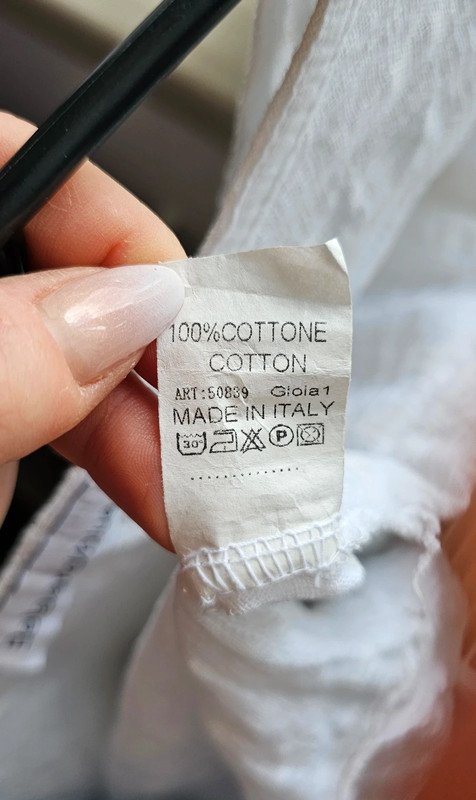 100%COTTONE
COTTON
ART:50839 Gioia1
MADE IN ITALY
30° P